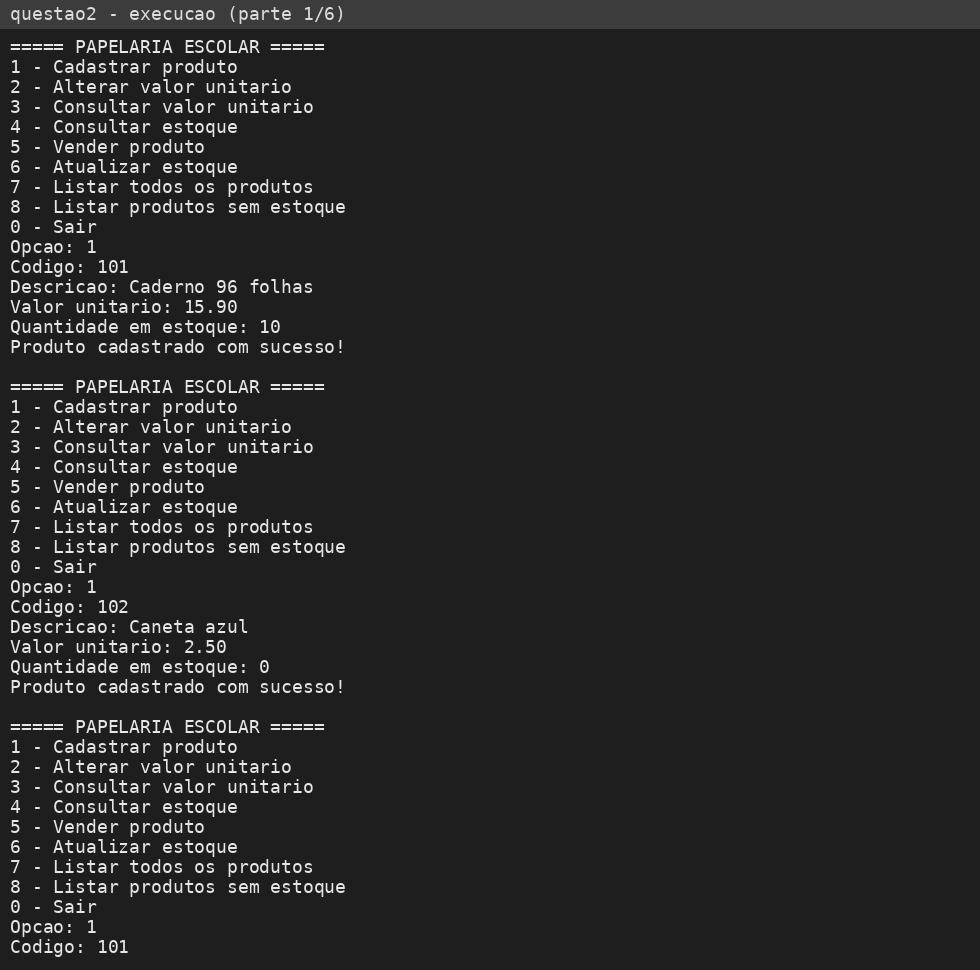 questao2 - execucao (parte 1/6)
===== PAPELARIA ESCOLAR =====
1 - Cadastrar produto
2 - Alterar valor unitario
3 - Consultar valor unitario
4 - Consultar estoque
5 - Vender produto
6 - Atualizar estoque
7 - Listar todos os produtos
8 - Listar produtos sem estoque
0 - Sair
Opcao: 1
Codigo: 101
Descricao: Caderno 96 folhas
Valor unitario: 15.90
Quantidade em estoque: 10
Produto cadastrado com sucesso!

===== PAPELARIA ESCOLAR =====
1 - Cadastrar produto
2 - Alterar valor unitario
3 - Consultar valor unitario
4 - Consultar estoque
5 - Vender produto
6 - Atualizar estoque
7 - Listar todos os produtos
8 - Listar produtos sem estoque
0 - Sair
Opcao: 1
Codigo: 102
Descricao: Caneta azul
Valor unitario: 2.50
Quantidade em estoque: 0
Produto cadastrado com sucesso!

===== PAPELARIA ESCOLAR =====
1 - Cadastrar produto
2 - Alterar valor unitario
3 - Consultar valor unitario
4 - Consultar estoque
5 - Vender produto
6 - Atualizar estoque
7 - Listar todos os produtos
8 - Listar produtos sem estoque
0 - Sair
Opcao: 1
Codigo: 101